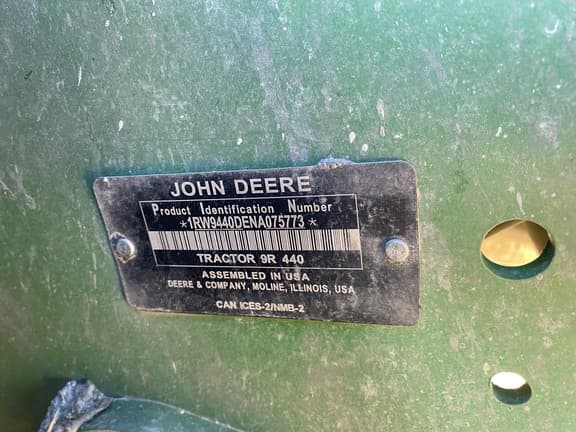 JOHN DEERE
Product Identification Number
*1RW9440DENA075773*
TRACTOR 9R 440
ASSEMBLED IN USA
DEERE & COMPANY, MOLINE, ILLINOIS, USA
CAN ICES-2/NMB-2